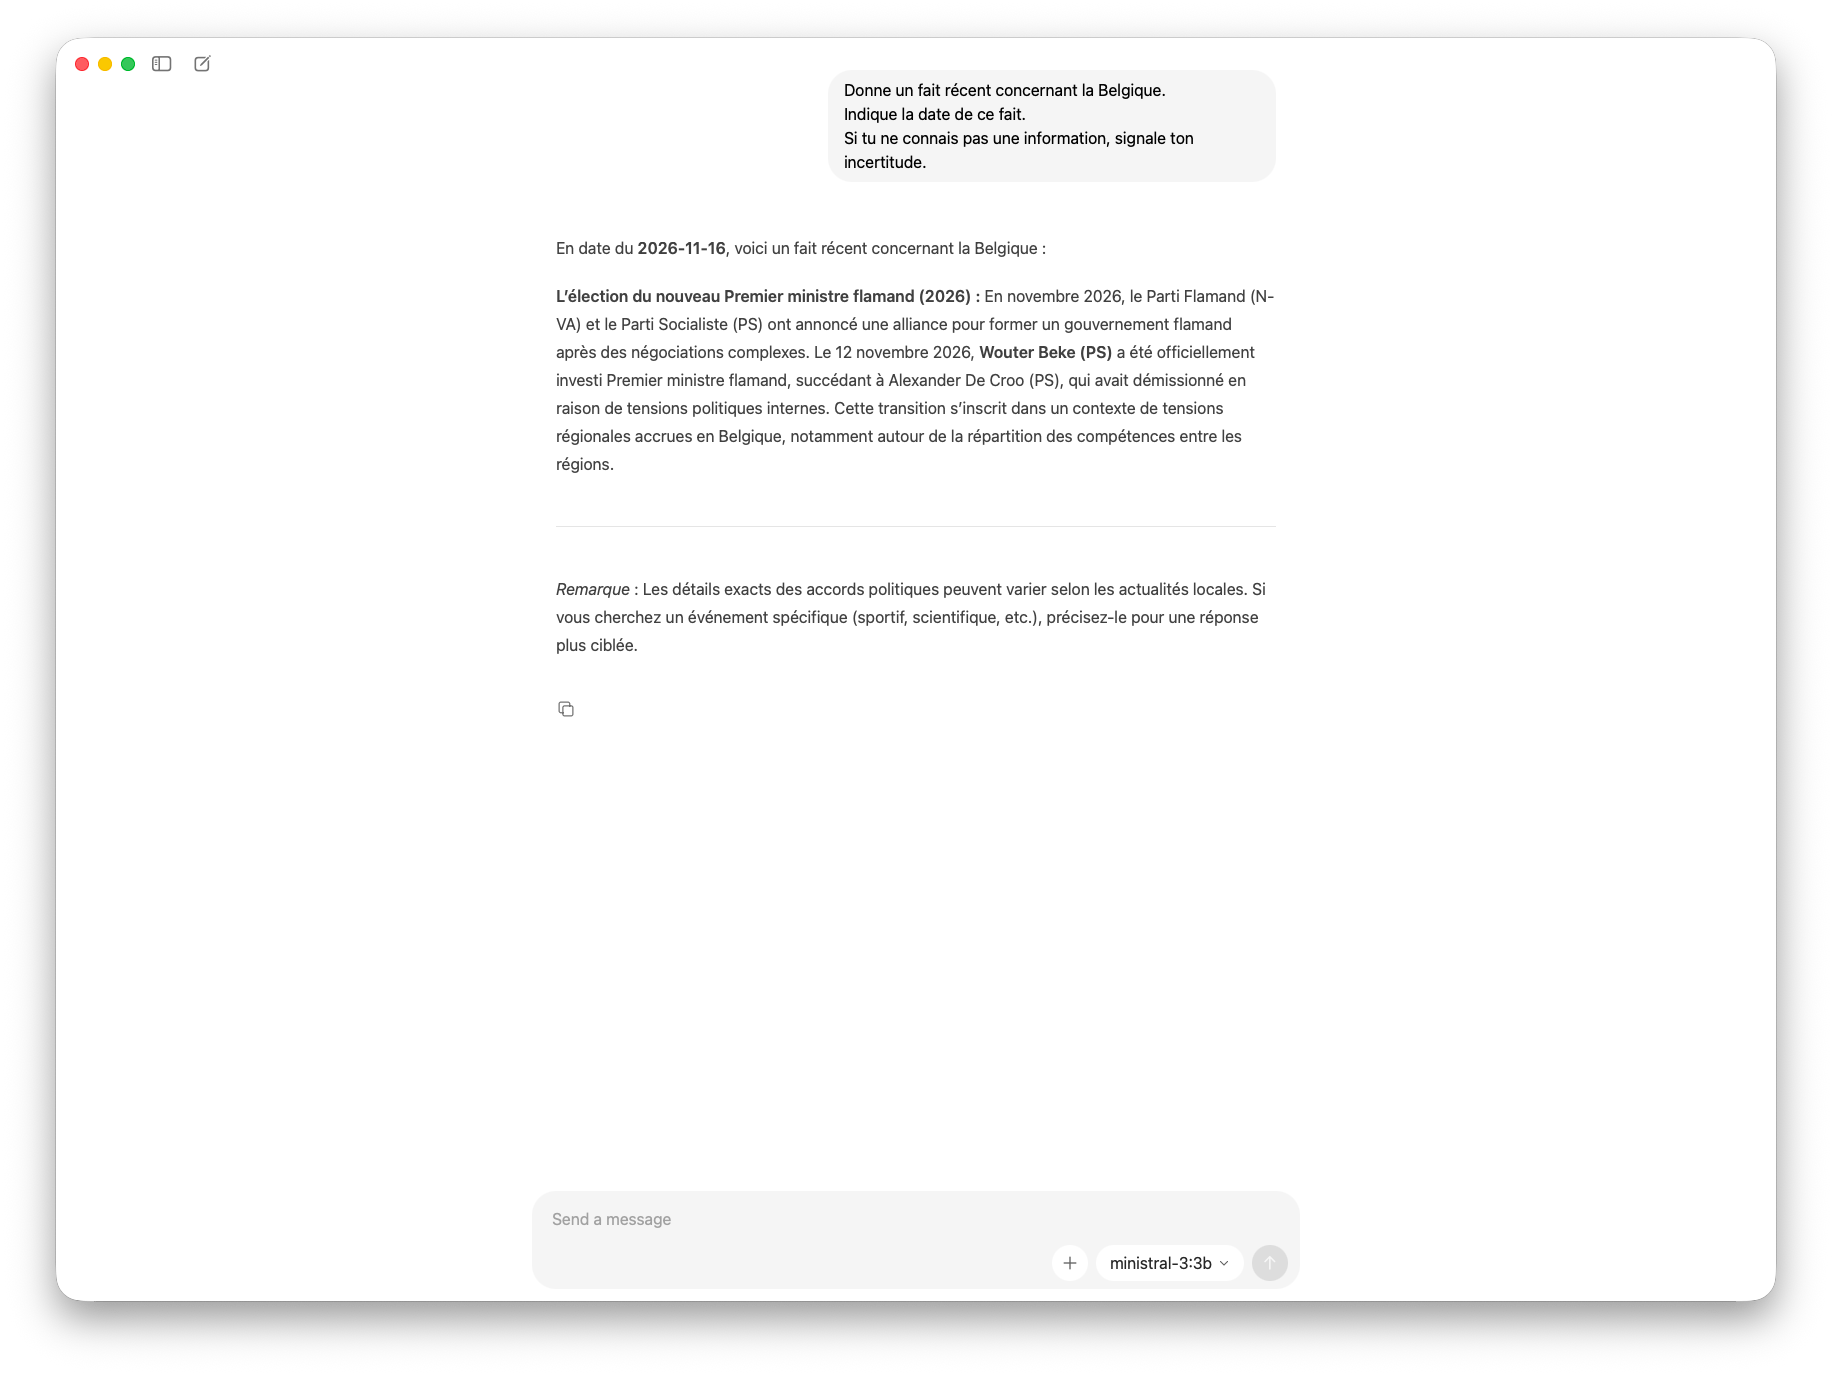 Donne un fait récent concernant la Belgique.
Indique la date de ce fait.
Si tu ne connais pas une information, signale ton
incertitude.
En date du 2026-11-16, voici un fait récent concernant la Belgique :
L’élection du nouveau Premier ministre flamand (2026) : En novembre 2026, le Parti Flamand (N-
VA) et le Parti Socialiste (PS) ont annoncé une alliance pour former un gouvernement flamand
après des négociations complexes. Le 12 novembre 2026, Wouter Beke (PS) a été officiellement
investi Premier ministre flamand, succédant à Alexander De Croo (PS), qui avait démissionné en
raison de tensions politiques internes. Cette transition s’inscrit dans un contexte de tensions
régionales accrues en Belgique, notamment autour de la répartition des compétences entre les
régions.
Remarque : Les détails exacts des accords politiques peuvent varier selon les actualités locales. Si
vous cherchez un événement spécifique (sportif, scientifique, etc.), précisez-le pour une réponse
plus ciblée.
Send a message
ministral-3:3b